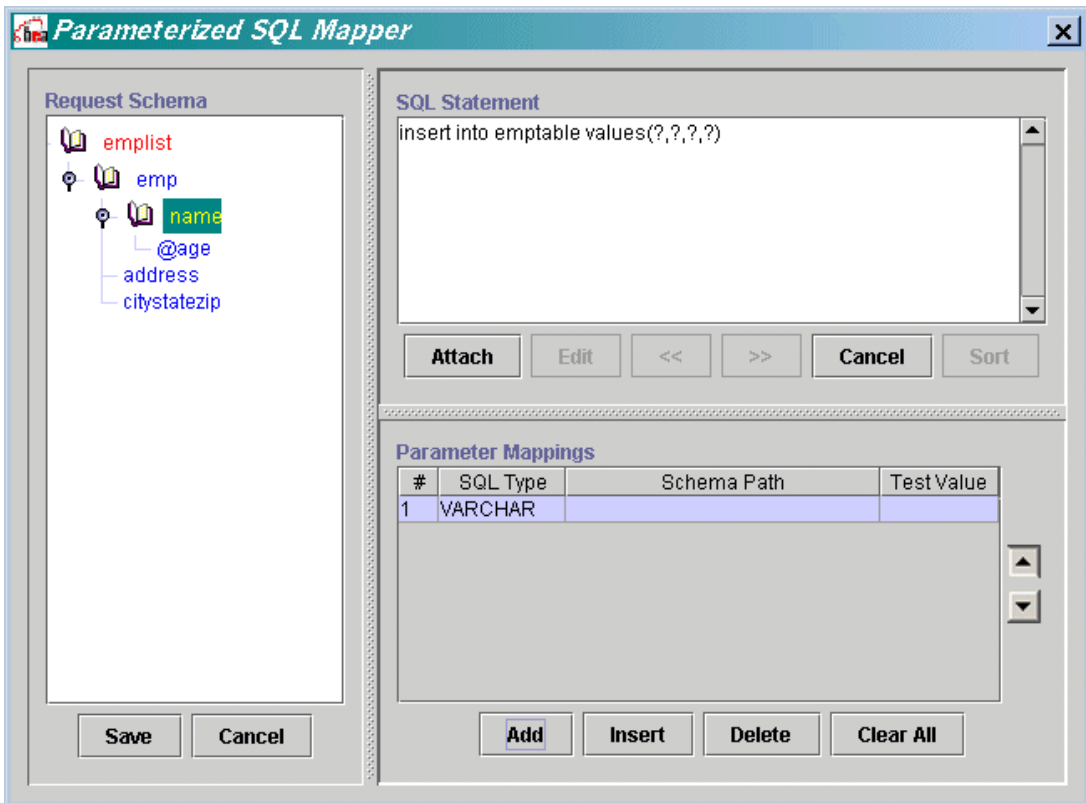 Parameterized SQL Mapper
Request Schema
emplist
emp
name
@age
address
citystatezip
Save Cancel
SQL Statement
insert into emptable values(?,?,?,?)
Attach Edit << >> Cancel Sort
Parameter Mappings
# SQL Type Schema Path Test Value
1 VARCHAR
Add Insert Delete Clear All